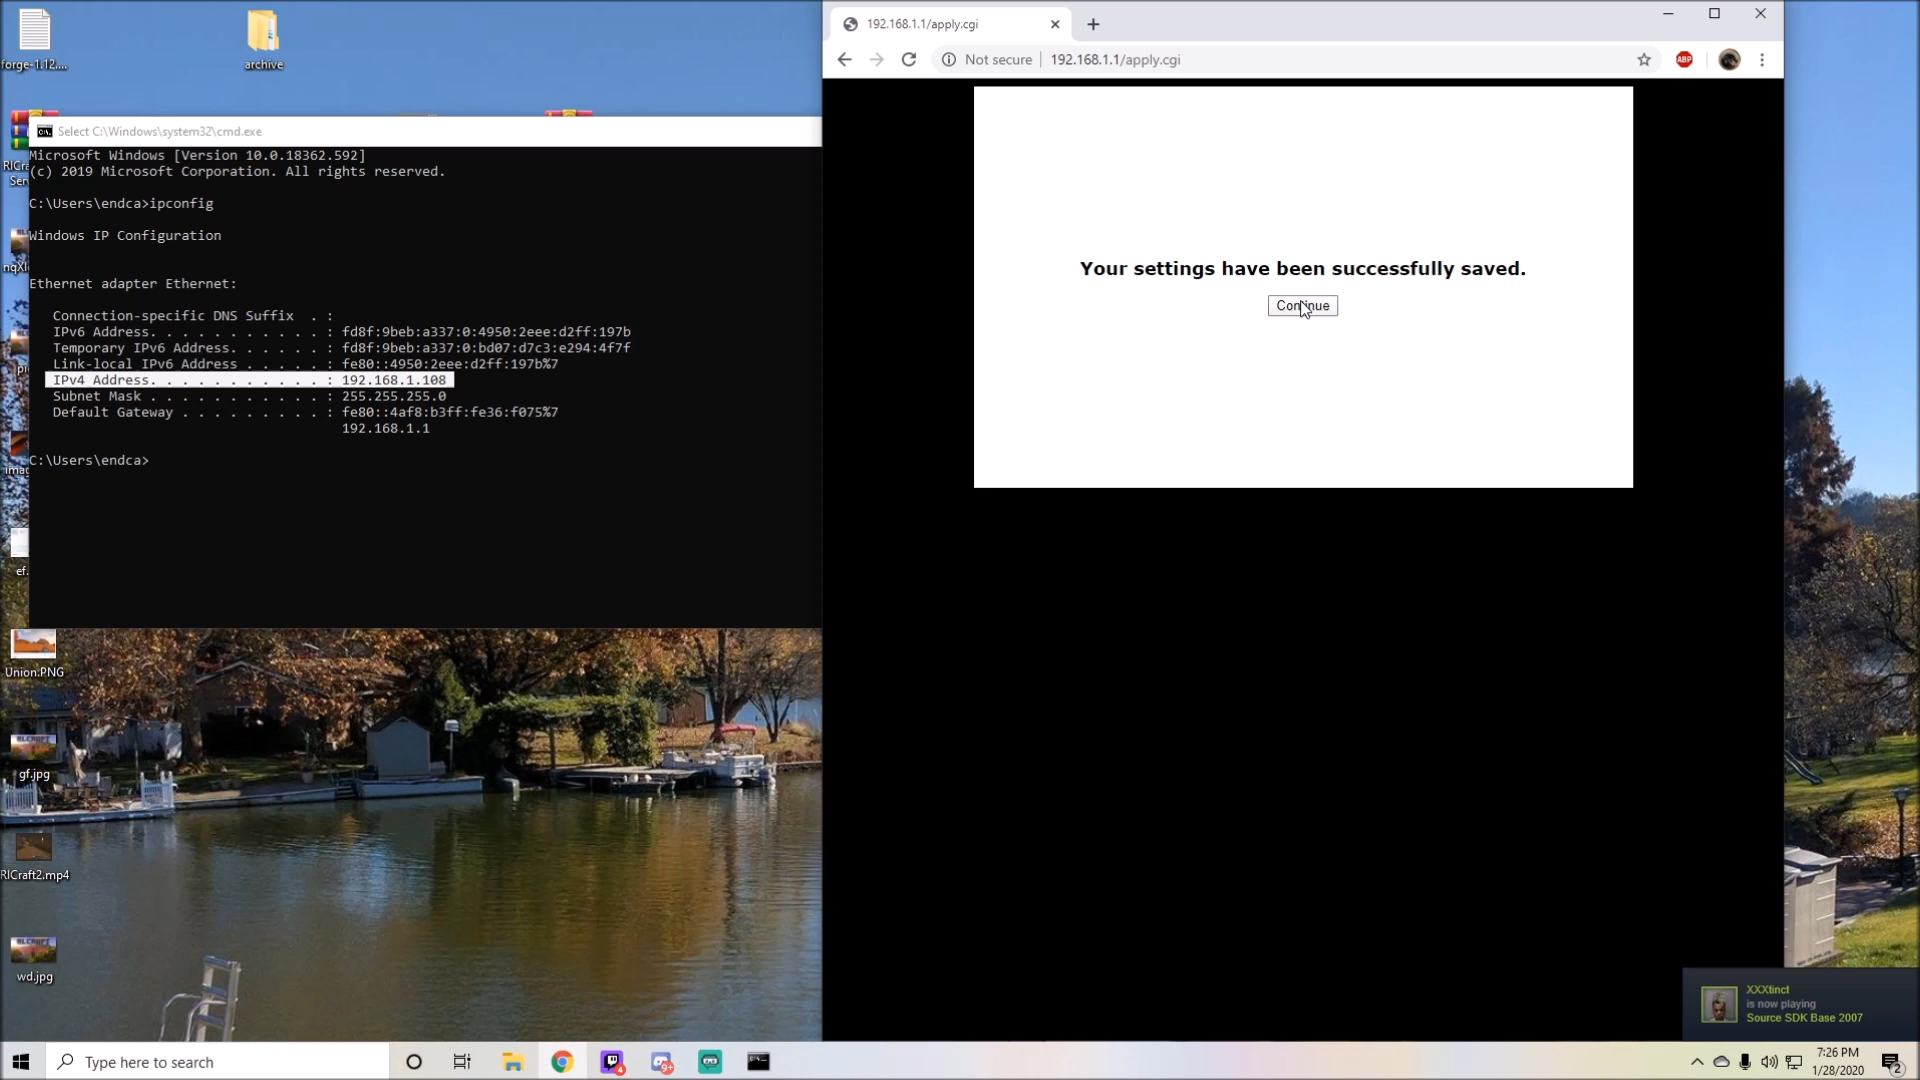 forge-1.12....
archive
Select C:\Windows\system32\cmd.exe
Microsoft Windows [Version 10.0.18362.592]
(c) 2019 Microsoft Corporation. All rights reserved.
C:\Users\endca>ipconfig
Windows IP Configuration
Ethernet adapter Ethernet:
Connection-specific DNS Suffix . :
IPv6 Address. . . . . . . . . . . : fd8f:9beb:a337:0:4950:2eee:d2ff:197b
Temporary IPv6 Address. . . . . . : fd8f:9beb:a337:0:bd07:d7c3:e294:4f7f
Link-local IPv6 Address . . . . . : fe80::4950:2eee:d2ff:197b%7
IPv4 Address. . . . . . . . . . . : 192.168.1.108
Subnet Mask . . . . . . . . . . . : 255.255.255.0
Default Gateway . . . . . . . . . : fe80::4af8:b3ff:fe36:f075%7
192.168.1.1
C:\Users\endca>
Union.PNG
gf.jpg
RlCraft2.mp4
wd.jpg
192.168.1.1/apply.cgi
Not secure
192.168.1.1/apply.cgi
ABP
Your settings have been successfully saved.
Continue
XXXtinct
is now playing
Source SDK Base 2007
Type here to search
4
9+
7:26 PM
1/28/2020
2